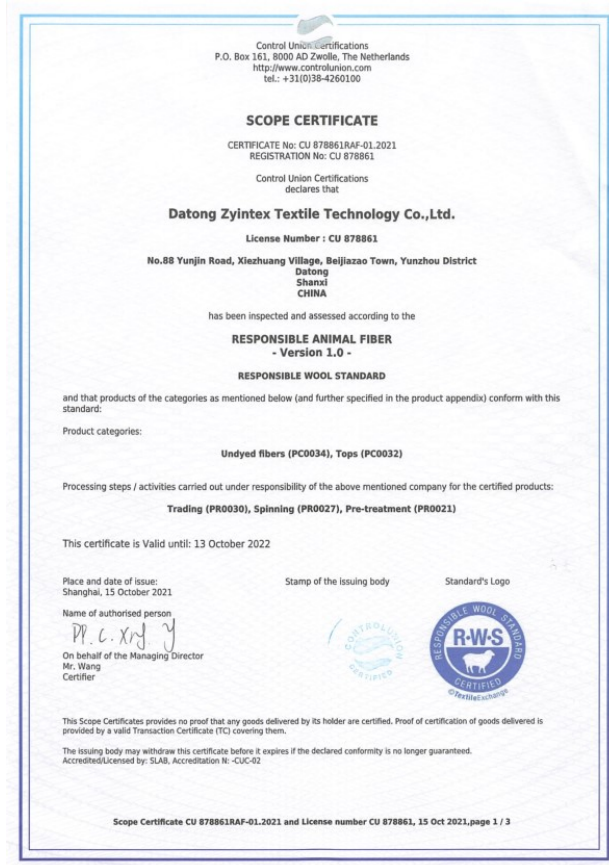 Control Union Certifications
P.O. Box 161, 8000 AD Zwolle, The Netherlands
http://www.controlunion.com
tel.: +31(0)38-4260100
SCOPE CERTIFICATE
CERTIFICATE No: CU 878861RAF-01.2021
REGISTRATION No: CU 878861
Control Union Certifications
declares that
Datong Zyintex Textile Technology Co.,Ltd.
License Number : CU 878861
No.88 Yunjin Road, Xiezhuang Village, Beijiazao Town, Yunzhou District
Datong
Shanxi
CHINA
has been inspected and assessed according to the
RESPONSIBLE ANIMAL FIBER
- Version 1.0 -
RESPONSIBLE WOOL STANDARD
and that products of the categories as mentioned below (and further specified in the product appendix) conform with this
standard:
Product categories:
Undyed fibers (PC0034), Tops (PC0032)
Processing steps / activities carried out under responsibility of the above mentioned company for the certified products:
Trading (PR0030), Spinning (PR0027), Pre-treatment (PR0021)
This certificate is Valid until: 13 October 2022
Place and date of issue:
Shanghai, 15 October 2021
Stamp of the issuing body
Standard's Logo
Name of authorised person
On behalf of the Managing Director
Mr. Wang
Certifier
CONTROLUNION
CERTIFIED
RESPONSIBLE WOOL STANDARD
R·W·S
CERTIFIED
©TextileExchange
This Scope Certificates provides no proof that any goods delivered by its holder are certified. Proof of certification of goods delivered is
provided by a valid Transaction Certificate (TC) covering them.
The issuing body may withdraw this certificate before it expires if the declared conformity is no longer guaranteed.
Accredited/Licensed by: SLAB, Accreditation N: -CUC-02
Scope Certificate CU 878861RAF-01.2021 and License number CU 878861, 15 Oct 2021,page 1 / 3